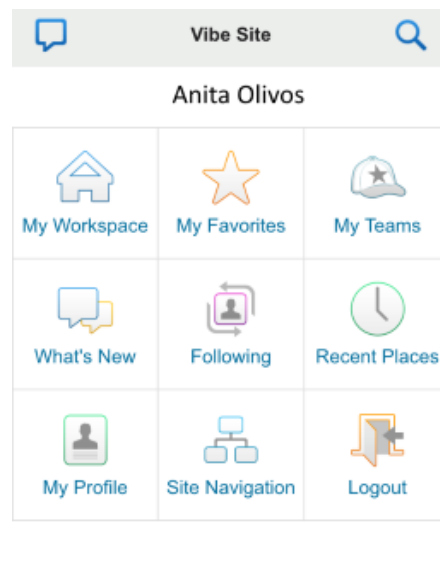 Vibe Site
Anita Olivos
My Workspace
My Favorites
My Teams
What's New
Following
Recent Places
My Profile
Site Navigation
Logout